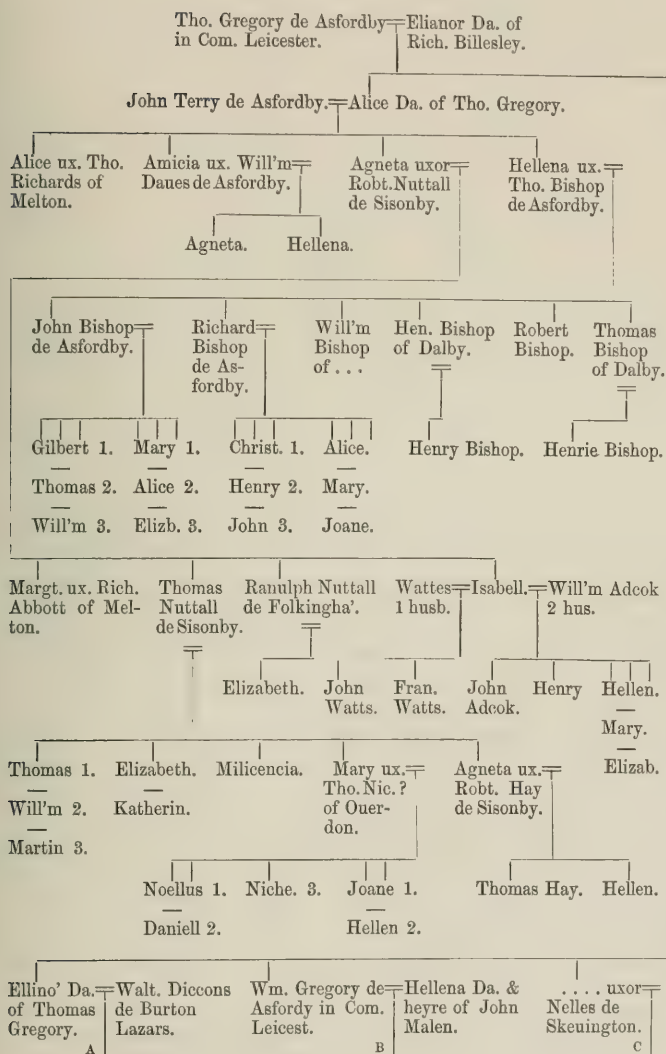 Tho. Gregory de Asfordby Elianor Da. of
in Com. Leicester. Rich. Billesley.
John Terry de Asfordby. Alice Da. of Tho. Gregory.
Alice ux. Tho. Amicia ux. Will'm Agneta uxor Hellena ux.
Richards of Daues de Asfordby. Robt. Nuttall Tho. Bishop
Melton. de Sisonby. de Asfordby.
Agneta. Hellena.
John Bishop Richard Will'm Hen. Bishop Robert Thomas
de Asfordby. Bishop Bishop of Dalby. Bishop. Bishop
de As- of . . . of Dalby.
fordby.
Gilbert 1. Mary 1. Christ. 1. Alice. Henry Bishop. Henrie Bishop.
Thomas 2. Alice 2. Henry 2. Mary.
Will'm 3. Elizb. 3. John 3. Joane.
Margt. ux. Rich. Thomas Ranulph Nuttall Wattes Isabell. Will'm Adcok
Abbott of Mel- Nuttall de Folkingha'. 1 husb. 2 hus.
ton. de Sisonby.
Elizabeth. John Fran. John Henry Hellen.
Watts. Watts. Adcok.
Mary.
Thomas 1. Elizabeth. Milicencia. Mary ux. Agneta ux. Elizab.
Will'm 2. Katherin. Tho. Nic. ? Robt. Hay
of Ouer- de Sisonby.
Martin 3. don.
Noellus 1. Niche. 3. Joane 1. Thomas Hay. Hellen.
Daniell 2. Hellen 2.
Ellino' Da. Walt. Diccons Wm. Gregory de Hellena Da. & . . . . uxor
of Thomas de Burton Asfordy in Com. heyre of John Nelles de
Gregory. Lazars. Leicest. Malen. Skeuington.
A B C